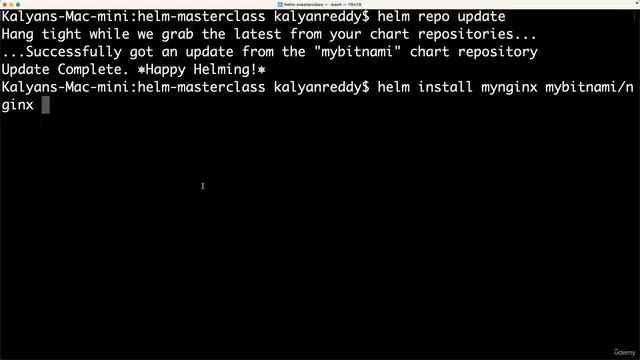 helm-masterclass — -bash — 79×19
Kalyans-Mac-mini:helm-masterclass kalyanreddy$ helm repo update
Hang tight while we grab the latest from your chart repositories...
...Successfully got an update from the "mybitnami" chart repository
Update Complete. ⎈Happy Helming!⎈
Kalyans-Mac-mini:helm-masterclass kalyanreddy$ helm install mynginx mybitnami/n
ginx
udemy